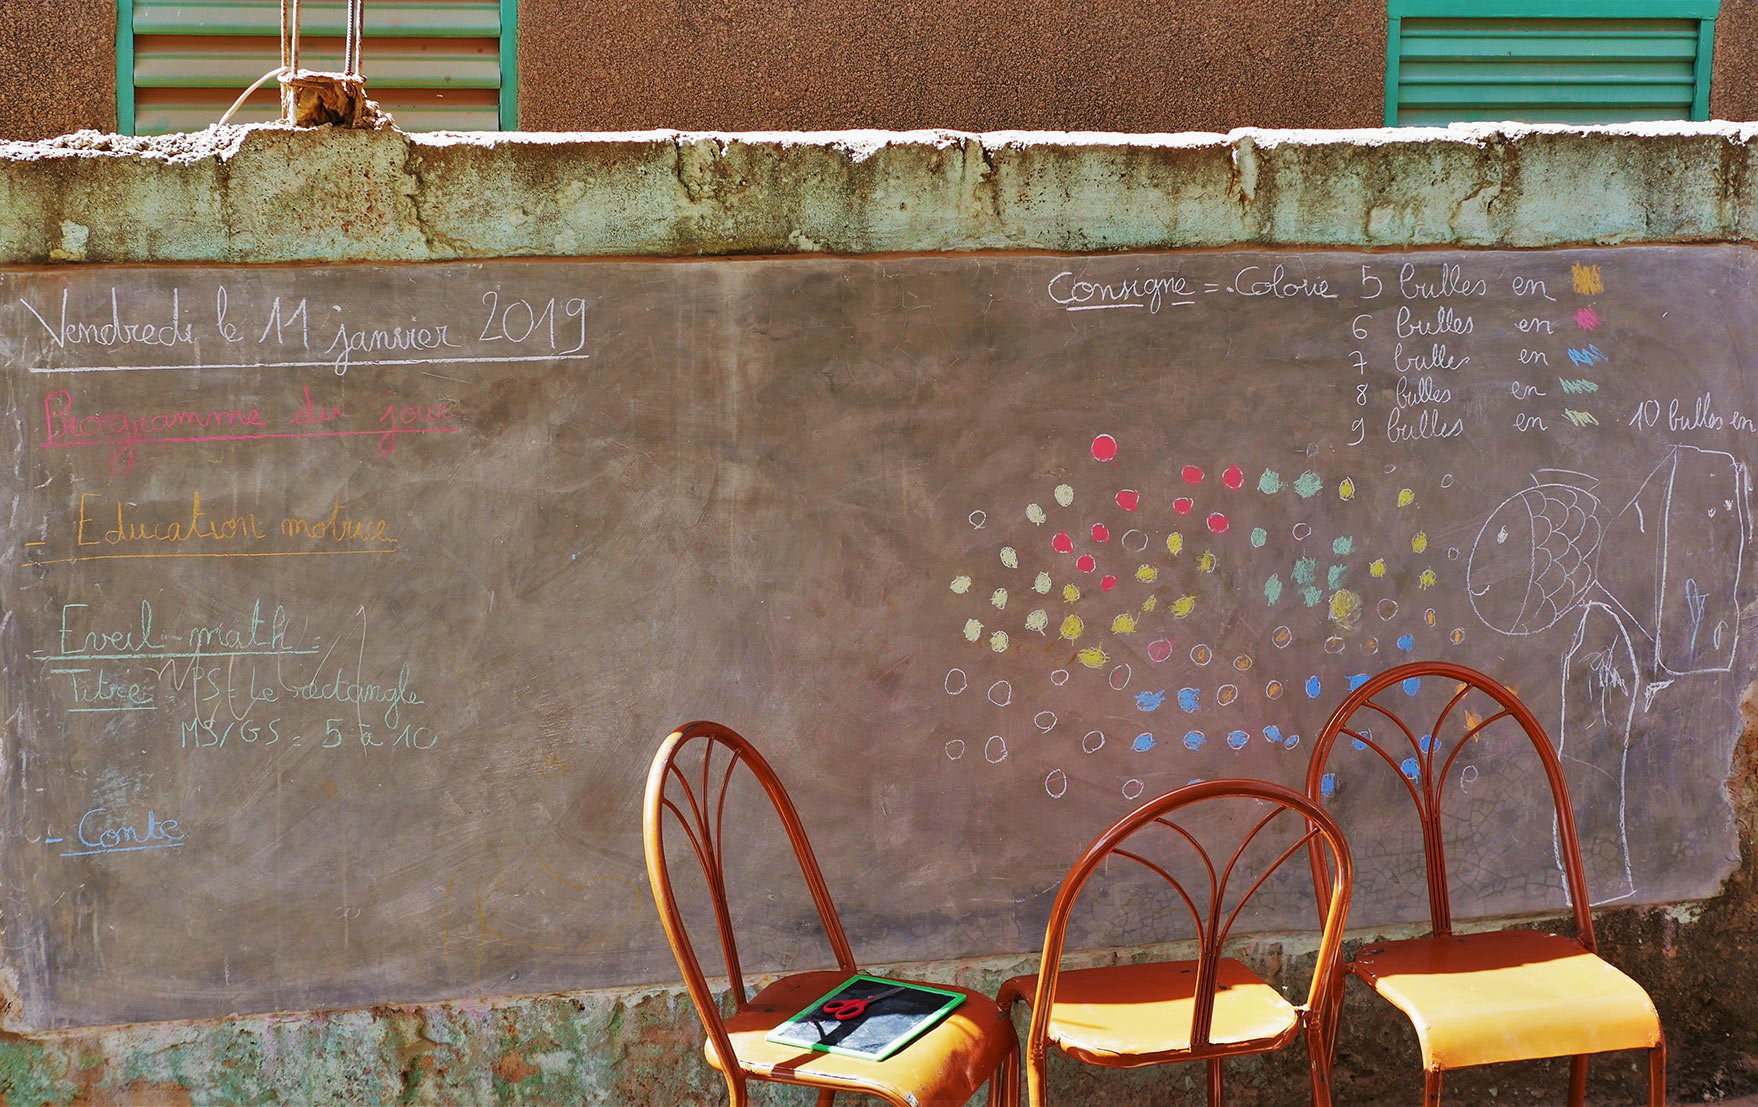 Vendredi le 11 janvier 2019
Programme du jour
- Education motrice
Eveil-math :
Titre : PS : Le rectangle
MS/GS : 5 à 10
- Conte
Consigne = . Colorie 5 bulles en
6 bulles en
7 bulles en
8 bulles en
9 bulles en
10 bulles en